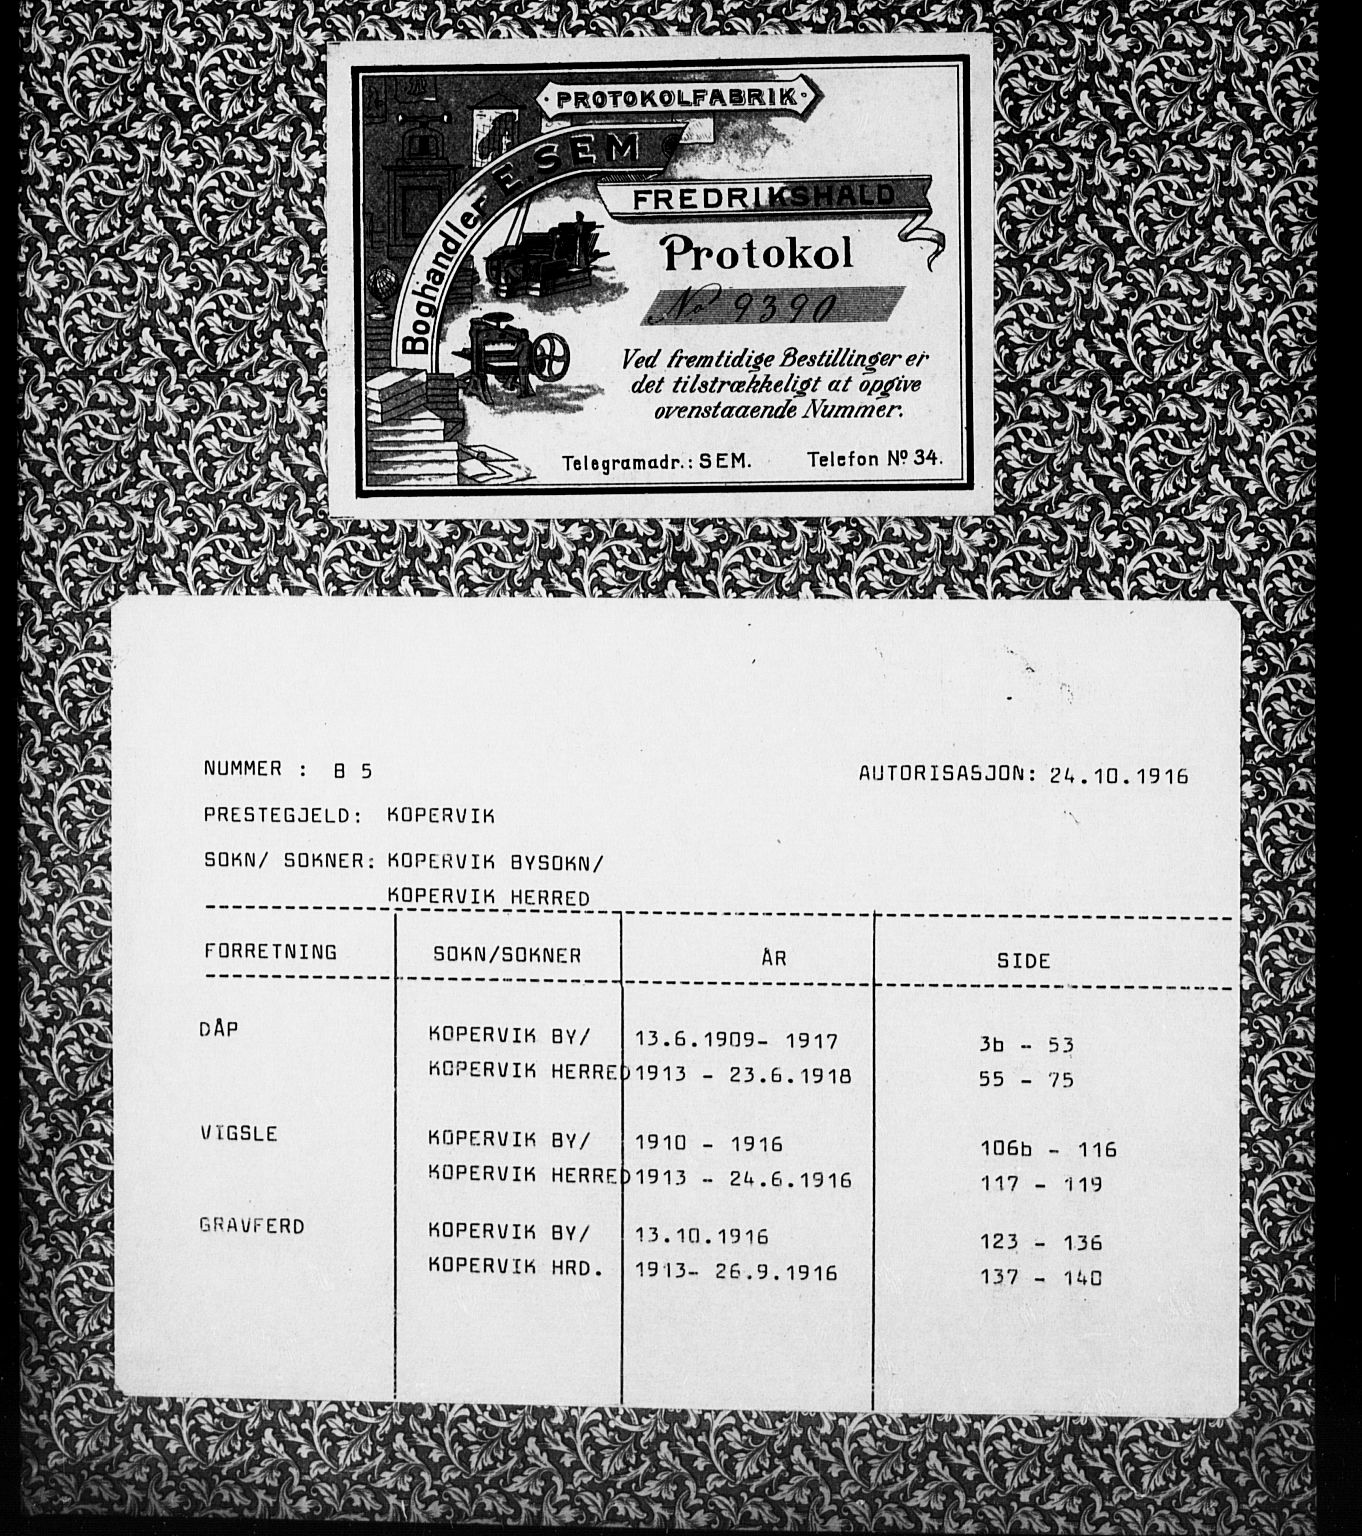 PROTOKOLFABRIK
Boghandler E. SEM
FREDRIKSHALD
Protokol
No 9390
Ved fremtidige Bestillinger er
det tilstrækkeligt at opgive
ovenstaaende Nummer.
Telegramadr.: SEM. Telefon No 34.
NUMMER : B 5 AUTORISASJON: 24.10.1916
PRESTEGJELD: KOPERVIK
SOKN/ SOKNER: KOPERVIK BYSOKN/
KOPERVIK HERRED
FORRETNING SOKN/SOKNER ÅR SIDE
DÅP KOPERVIK BY/ 13.6.1909- 1917 3b - 53
KOPERVIK HERRED 1913 - 23.6.1918 55 - 75
VIGSLE KOPERVIK BY/ 1910 - 1916 106b - 116
KOPERVIK HERRED 1913 - 24.6.1916 117 - 119
GRAVFERD KOPERVIK BY/ 13.10.1916 123 - 136
KOPERVIK HRD. 1913- 26.9.1916 137 - 140